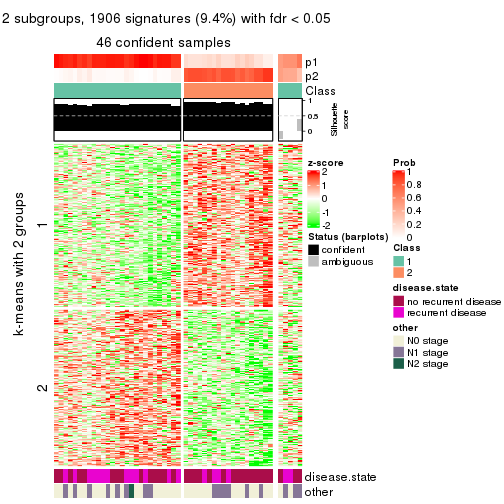 2 subgroups, 1906 signatures (9.4%) with fdr < 0.05
46 confident samples
p1
p2
Class
1
0.5
0
Silhouette
score
k-means with 2 groups
1
2
z-score
2
1
0
-1
-2
Status (barplots)
confident
ambiguous
Prob
1
0.8
0.6
0.4
0.2
0
Class
1
2
disease.state
no recurrent disease
recurrent disease
other
N0 stage
N1 stage
N2 stage
disease.state
other